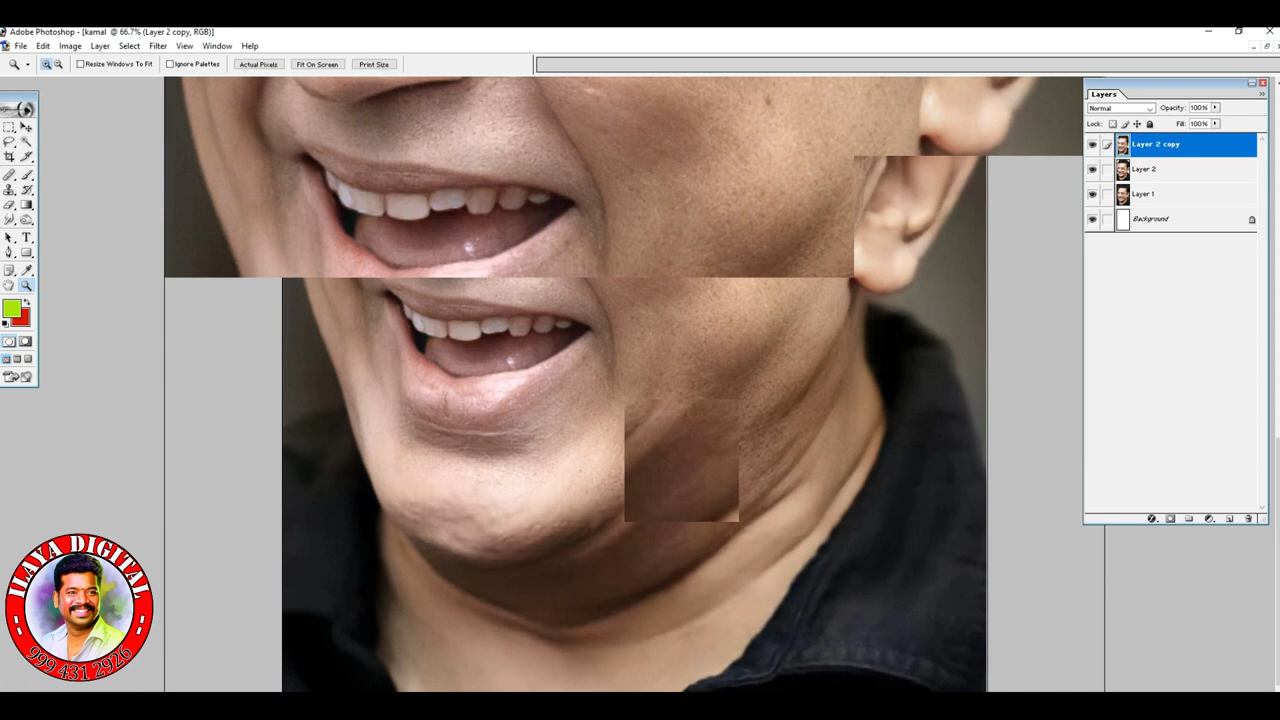 Adobe Photoshop - [kamal @ 66.7% (Layer 2 copy, RGB)]
File Edit Image Layer Select Filter View Window Help
Resize Windows To Fit Ignore Palettes Actual Pixels Fit On Screen Print Size
Layers
Normal Opacity: 100%
Lock: Fill: 100%
Layer 2 copy
Layer 2
Layer 1
Background
ILAYA DIGITAL
999 431 2926